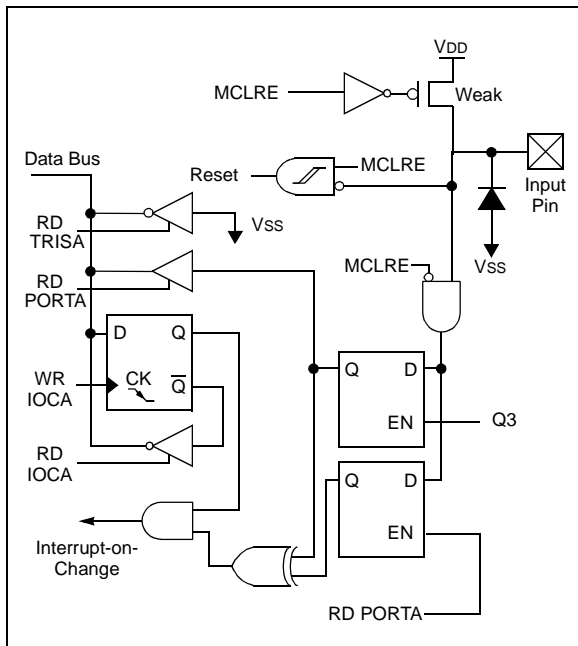 VDD
MCLRE
Weak
Data Bus
Reset
MCLRE
Input
Pin
RD
TRISA
VSS
VSS
RD
PORTA
MCLRE
D
Q
Q
D
WR
IOCA
CK
Q̅
EN
Q3
RD
IOCA
Q
D
EN
Interrupt-on-
Change
RD PORTA